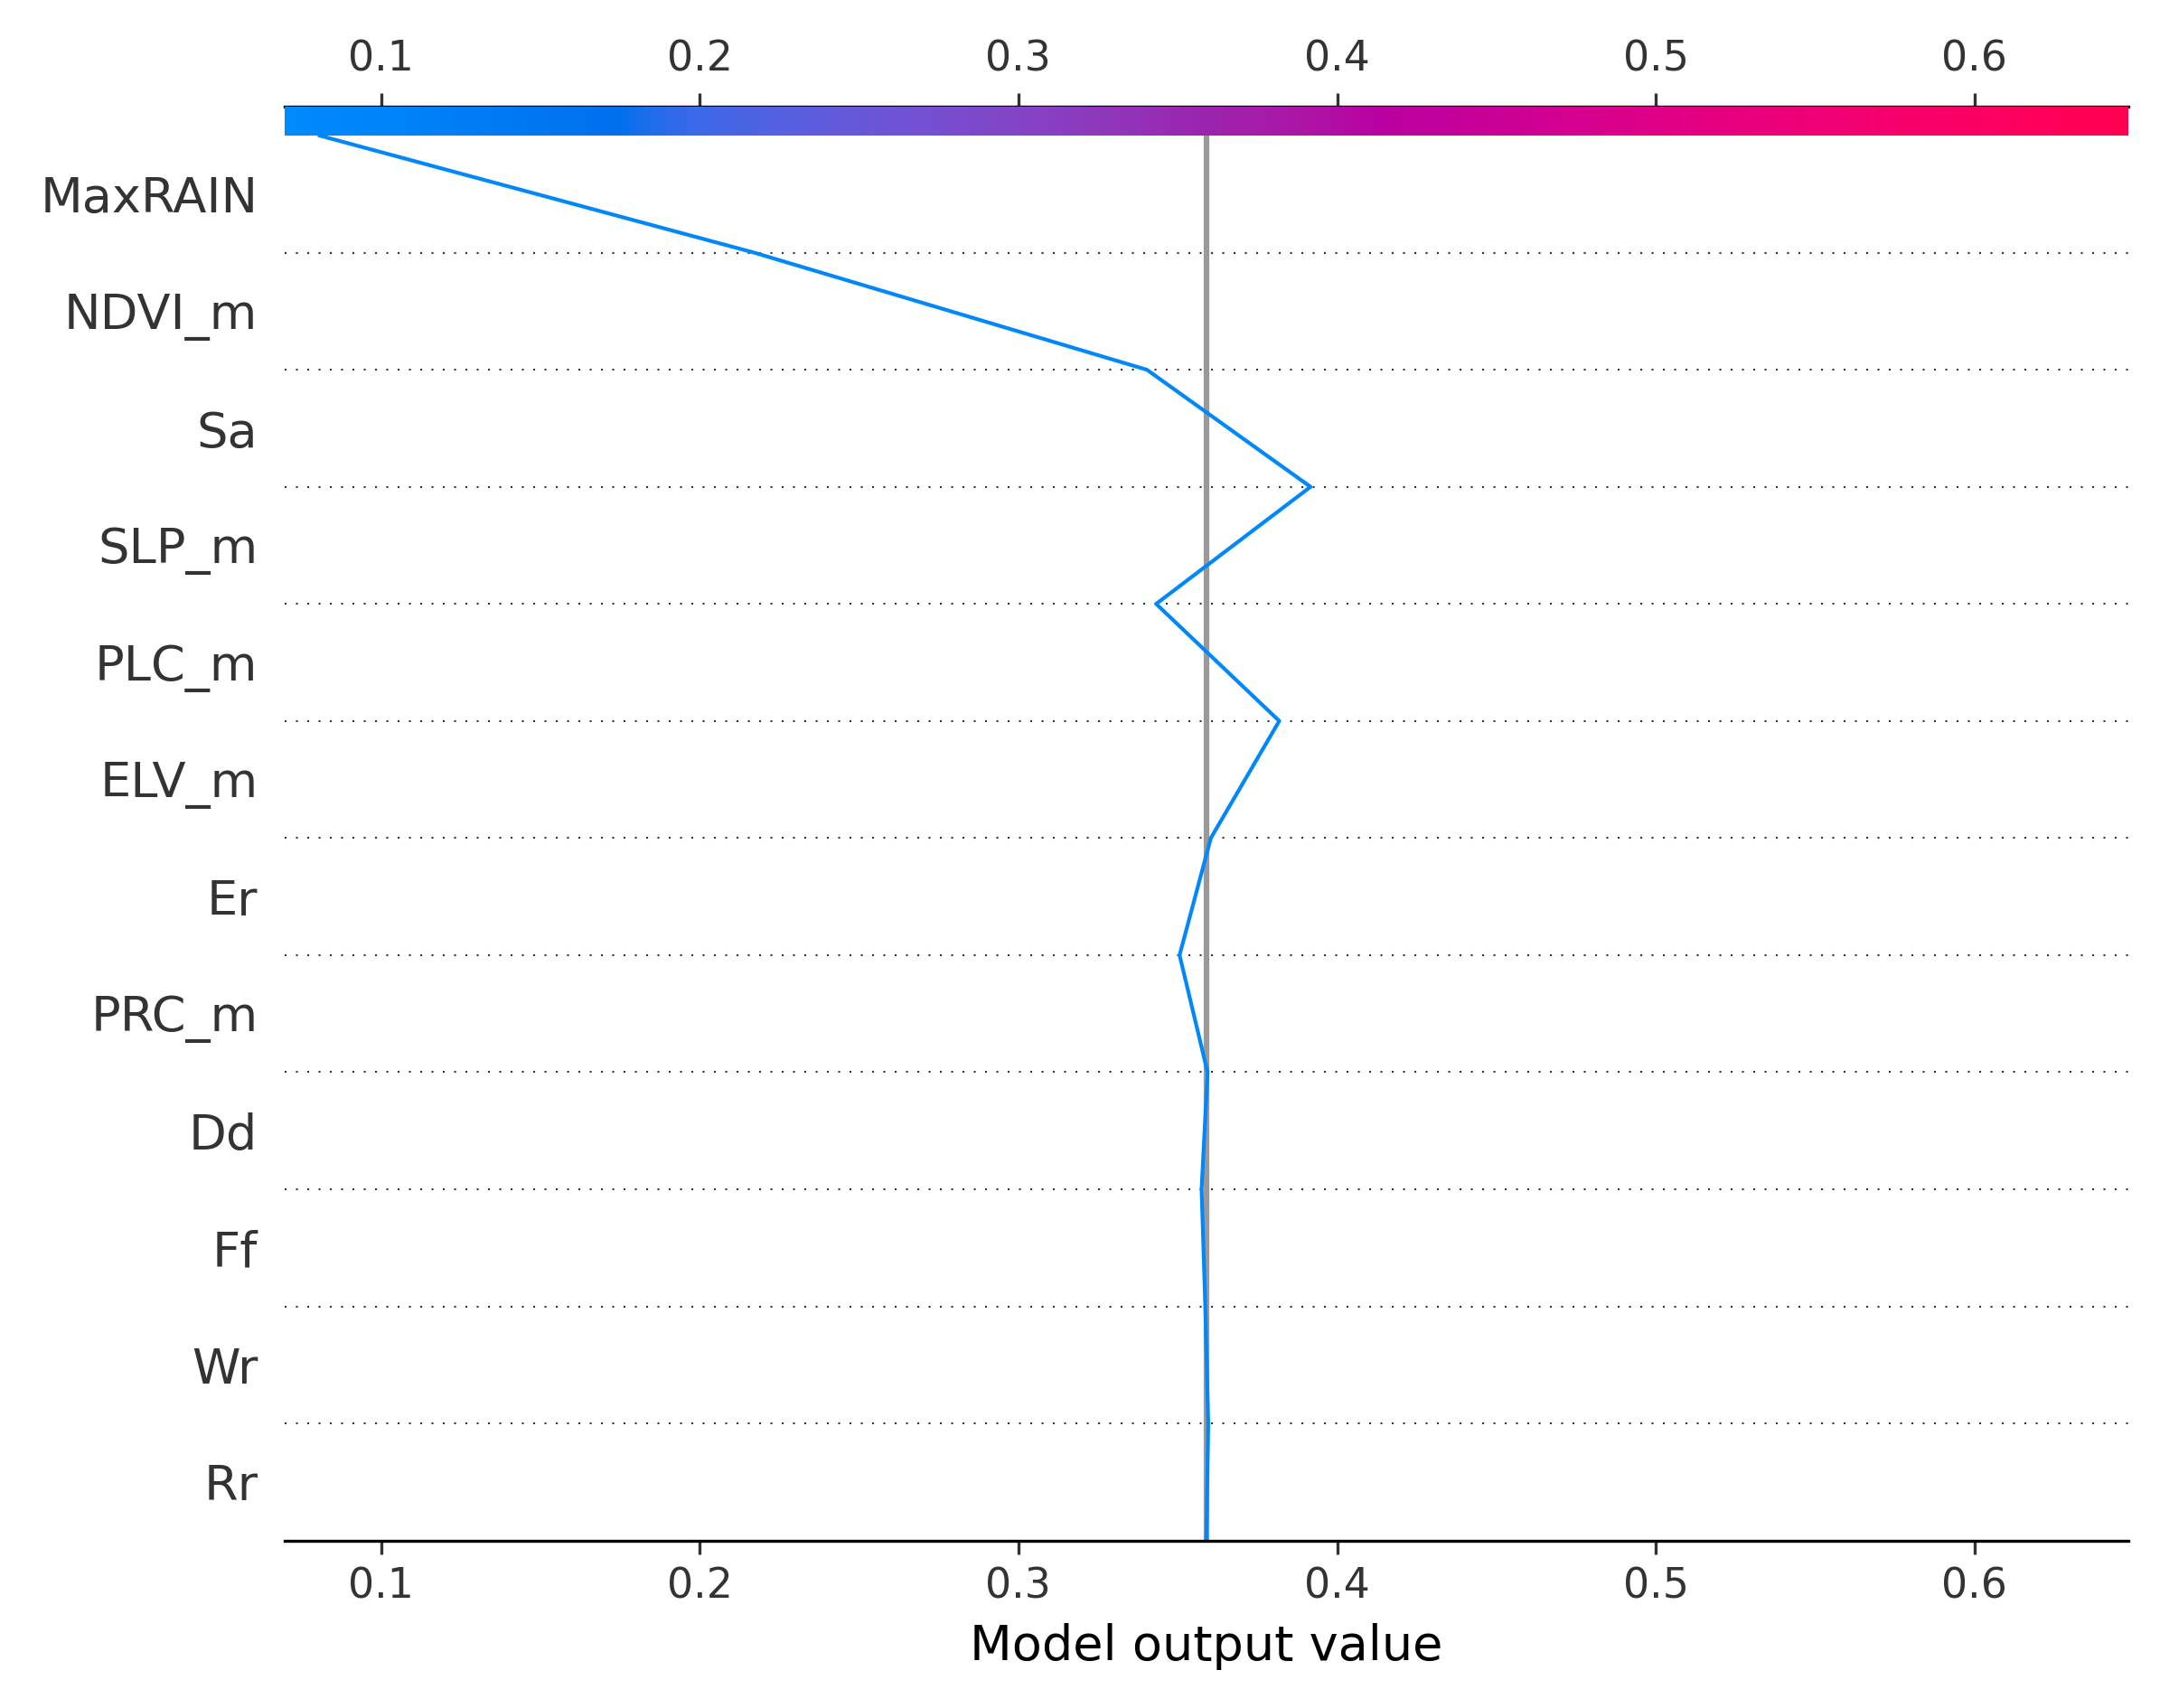 0.1 0.2 0.3 0.4 0.5 0.6
MaxRAIN
NDVI_m
Sa
SLP_m
PLC_m
ELV_m
Er
PRC_m
Dd
Ff
Wr
Rr
0.1 0.2 0.3 0.4 0.5 0.6
Model output value